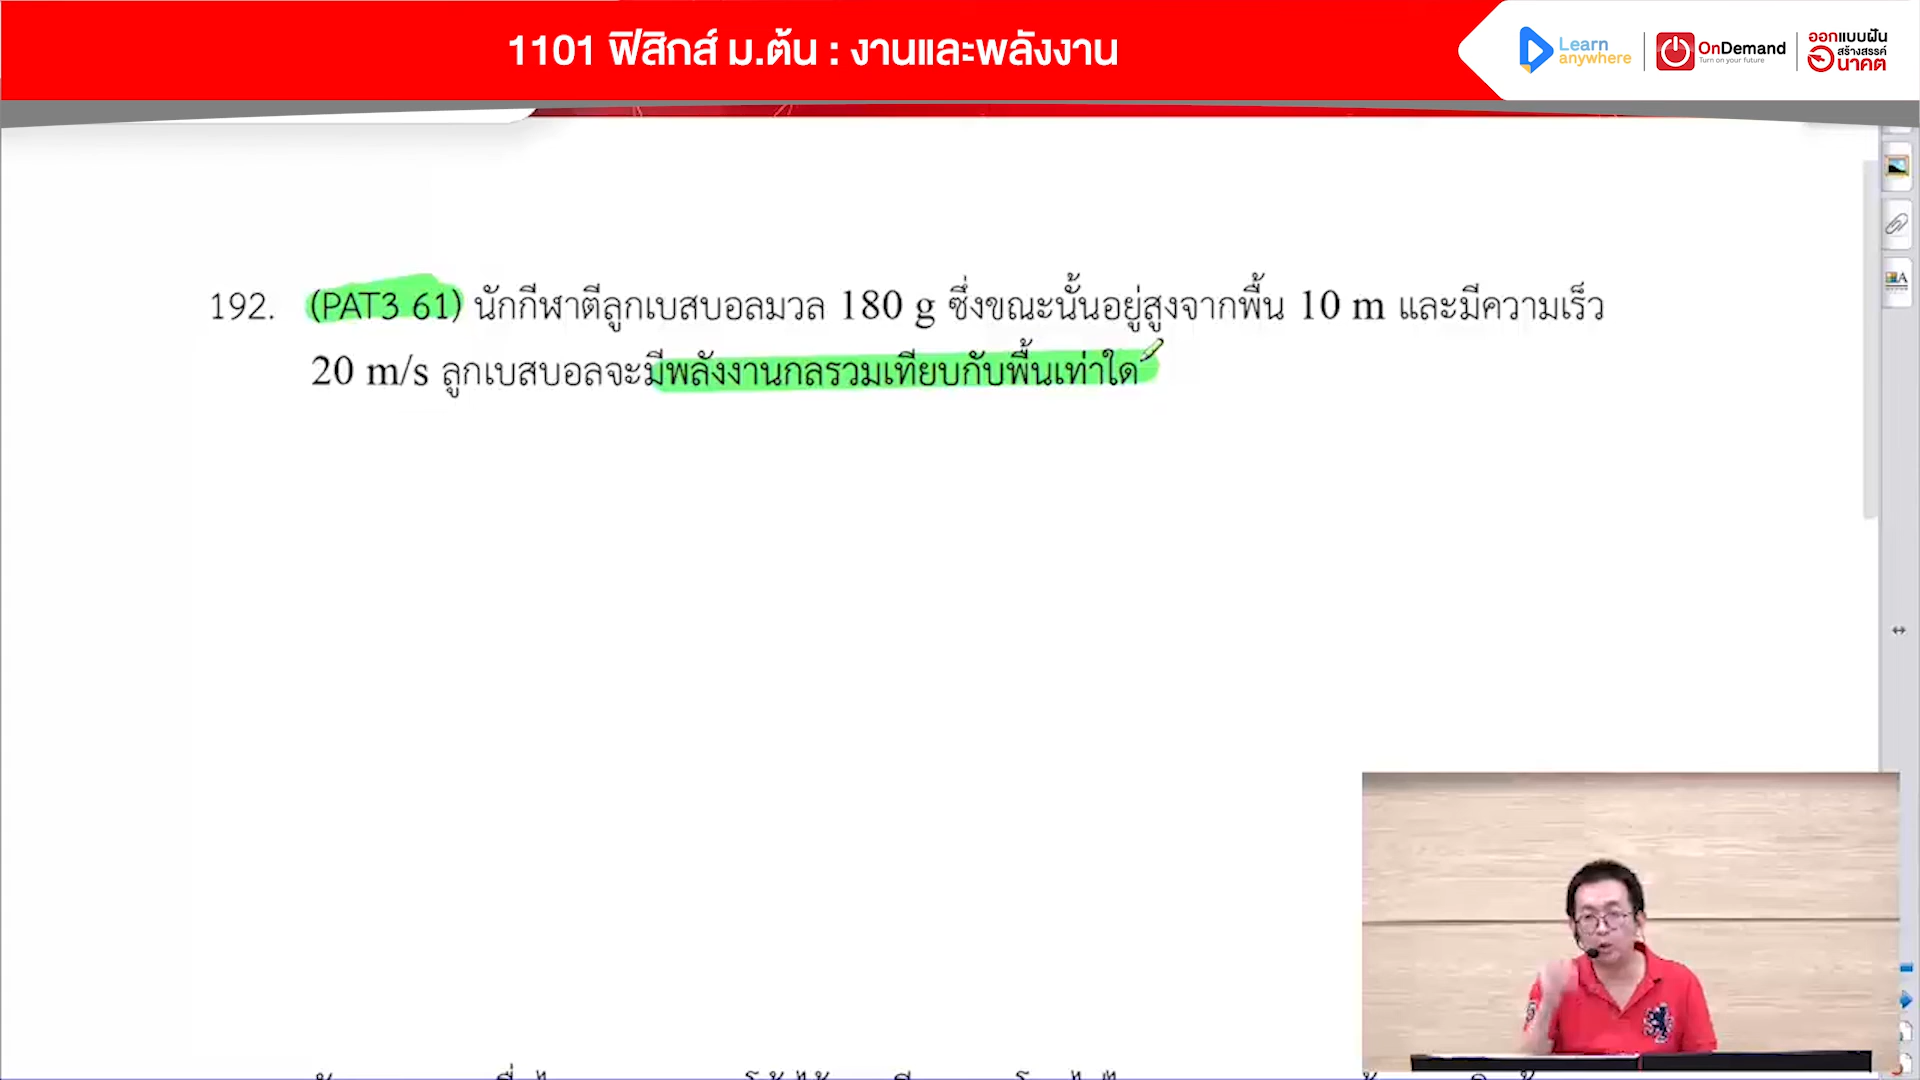 1101 ฟิสิกส์ ม.ต้น : งานและพลังงาน
Learn anywhere
OnDemand
Turn on your future
ออกแบบฝัน
สร้างสรรค์
อนาคต
192. (PAT3 61) นักกีฬาตีลูกเบสบอลมวล 180 g ซึ่งขณะนั้นอยู่สูงจากพื้น 10 m และมีความเร็ว
20 m/s ลูกเบสบอลจะมีพลังงานกลรวมเทียบกับพื้นเท่าใด